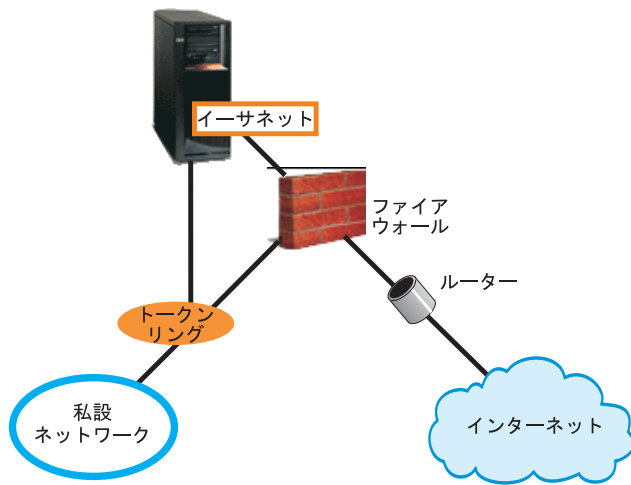 イーサネット
ファイア
ウォール
ルーター
トークン
リング
私設
ネットワーク
インターネット